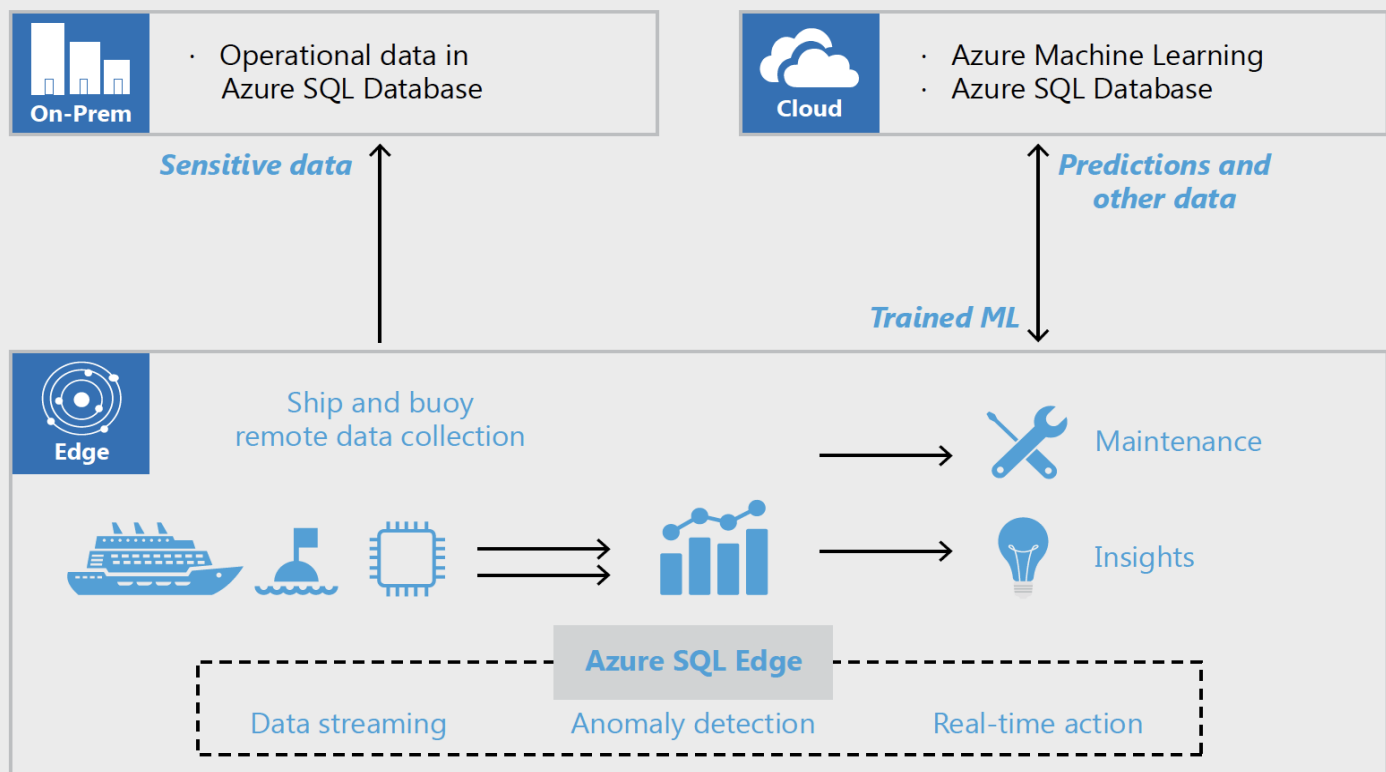 On-Prem
· Operational data in
Azure SQL Database
Cloud
· Azure Machine Learning
· Azure SQL Database
Sensitive data
Predictions and
other data
Trained ML
Edge
Ship and buoy
remote data collection
Maintenance
Insights
Azure SQL Edge
Data streaming
Anomaly detection
Real-time action